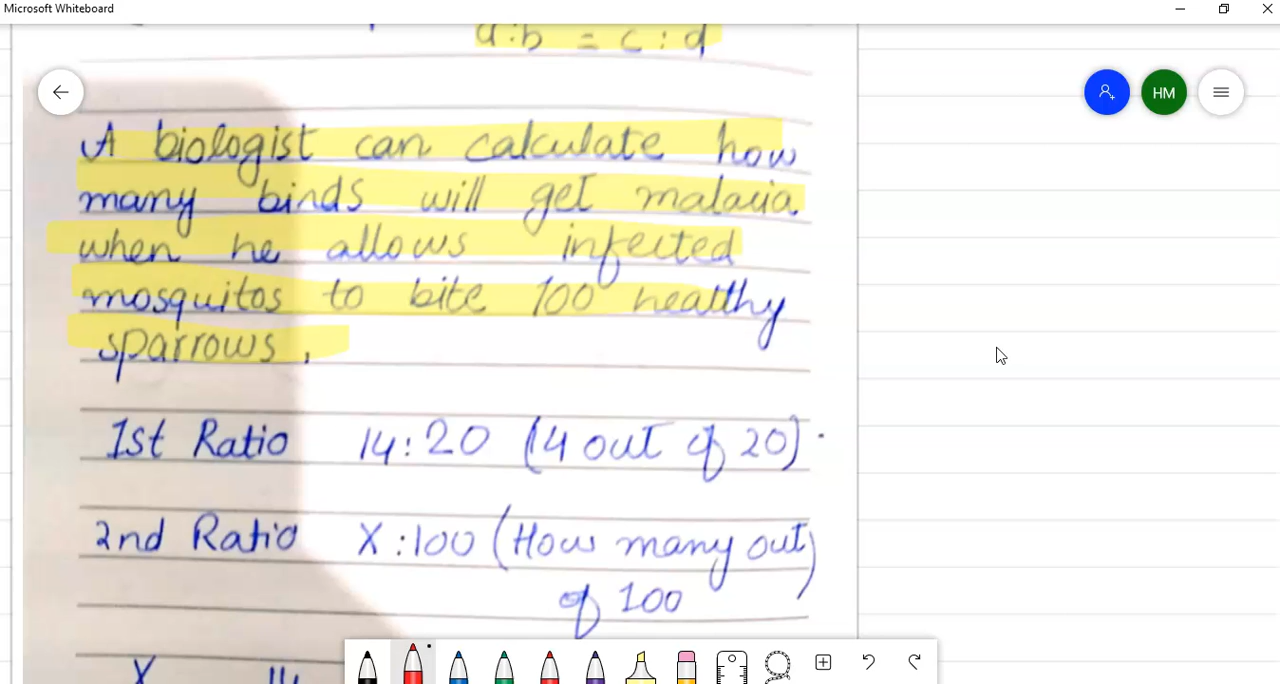 Microsoft Whiteboard
a:b = c:d
HM
A biologist can calculate how
many birds will get malaria
when he allows infected
mosquitos to bite 100 healthy
sparrows.
1st Ratio 14:20 (14 out of 20).
2nd Ratio X:100 (How many out)
of 100
X 14